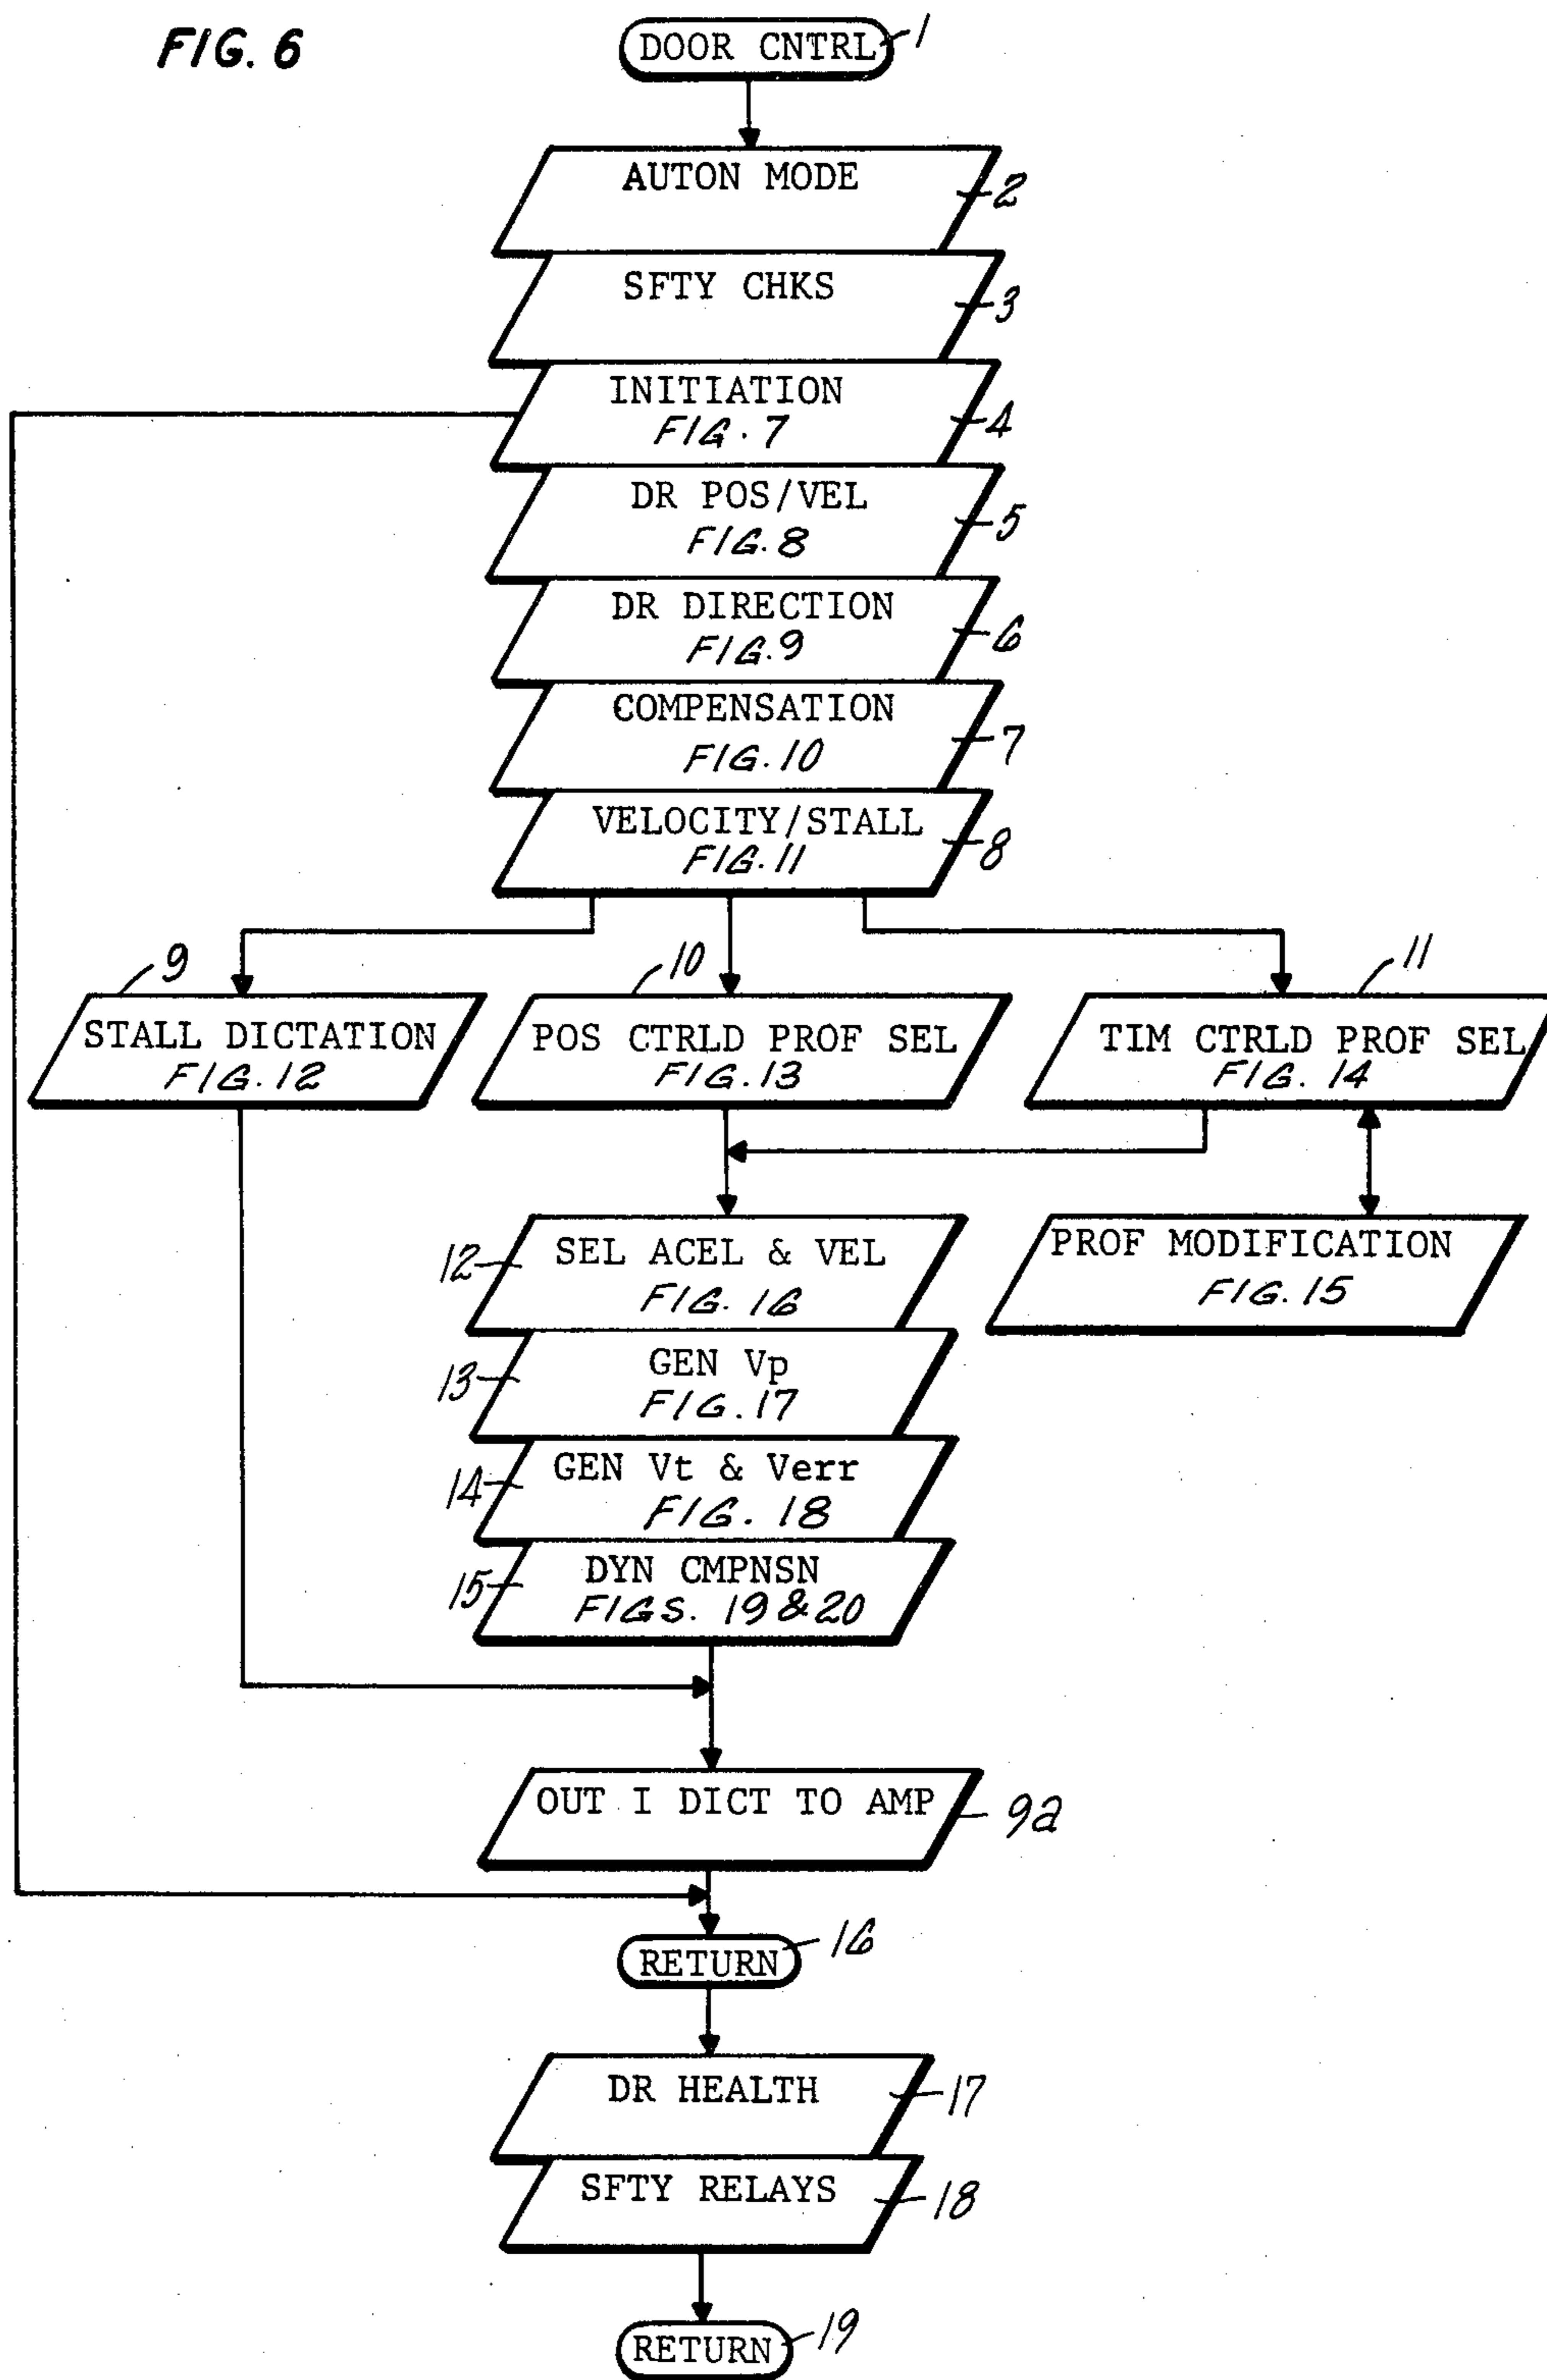 FIG. 6
DOOR CNTRL
1
AUTON MODE
2
SFTY CHKS
3
INITIATION
FIG. 7
4
DR POS/VEL
FIG. 8
5
DR DIRECTION
FIG. 9
6
COMPENSATION
FIG. 10
7
VELOCITY/STALL
FIG. 11
8
9
STALL DICTATION
FIG. 12
10
POS CTRLD PROF SEL
FIG. 13
11
TIM CTRLD PROF SEL
FIG. 14
12
SEL ACEL & VEL
FIG. 16
PROF MODIFICATION
FIG. 15
13
GEN Vp
FIG. 17
14
GEN Vt & Verr
FIG. 18
15
DYN CMPNSN
FIGS. 19 & 20
OUT I DICT TO AMP
9a
RETURN
16
DR HEALTH
17
SFTY RELAYS
18
RETURN
19